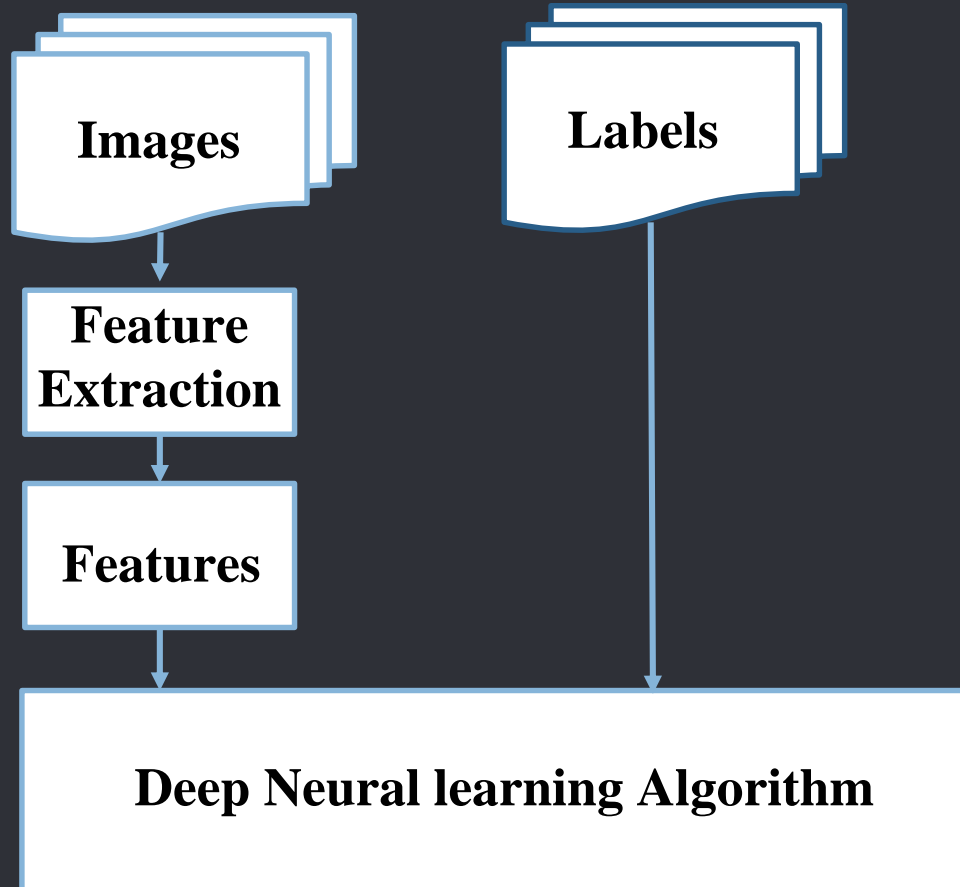 Images
Labels
Feature
Extraction
Features
Deep Neural learning Algorithm